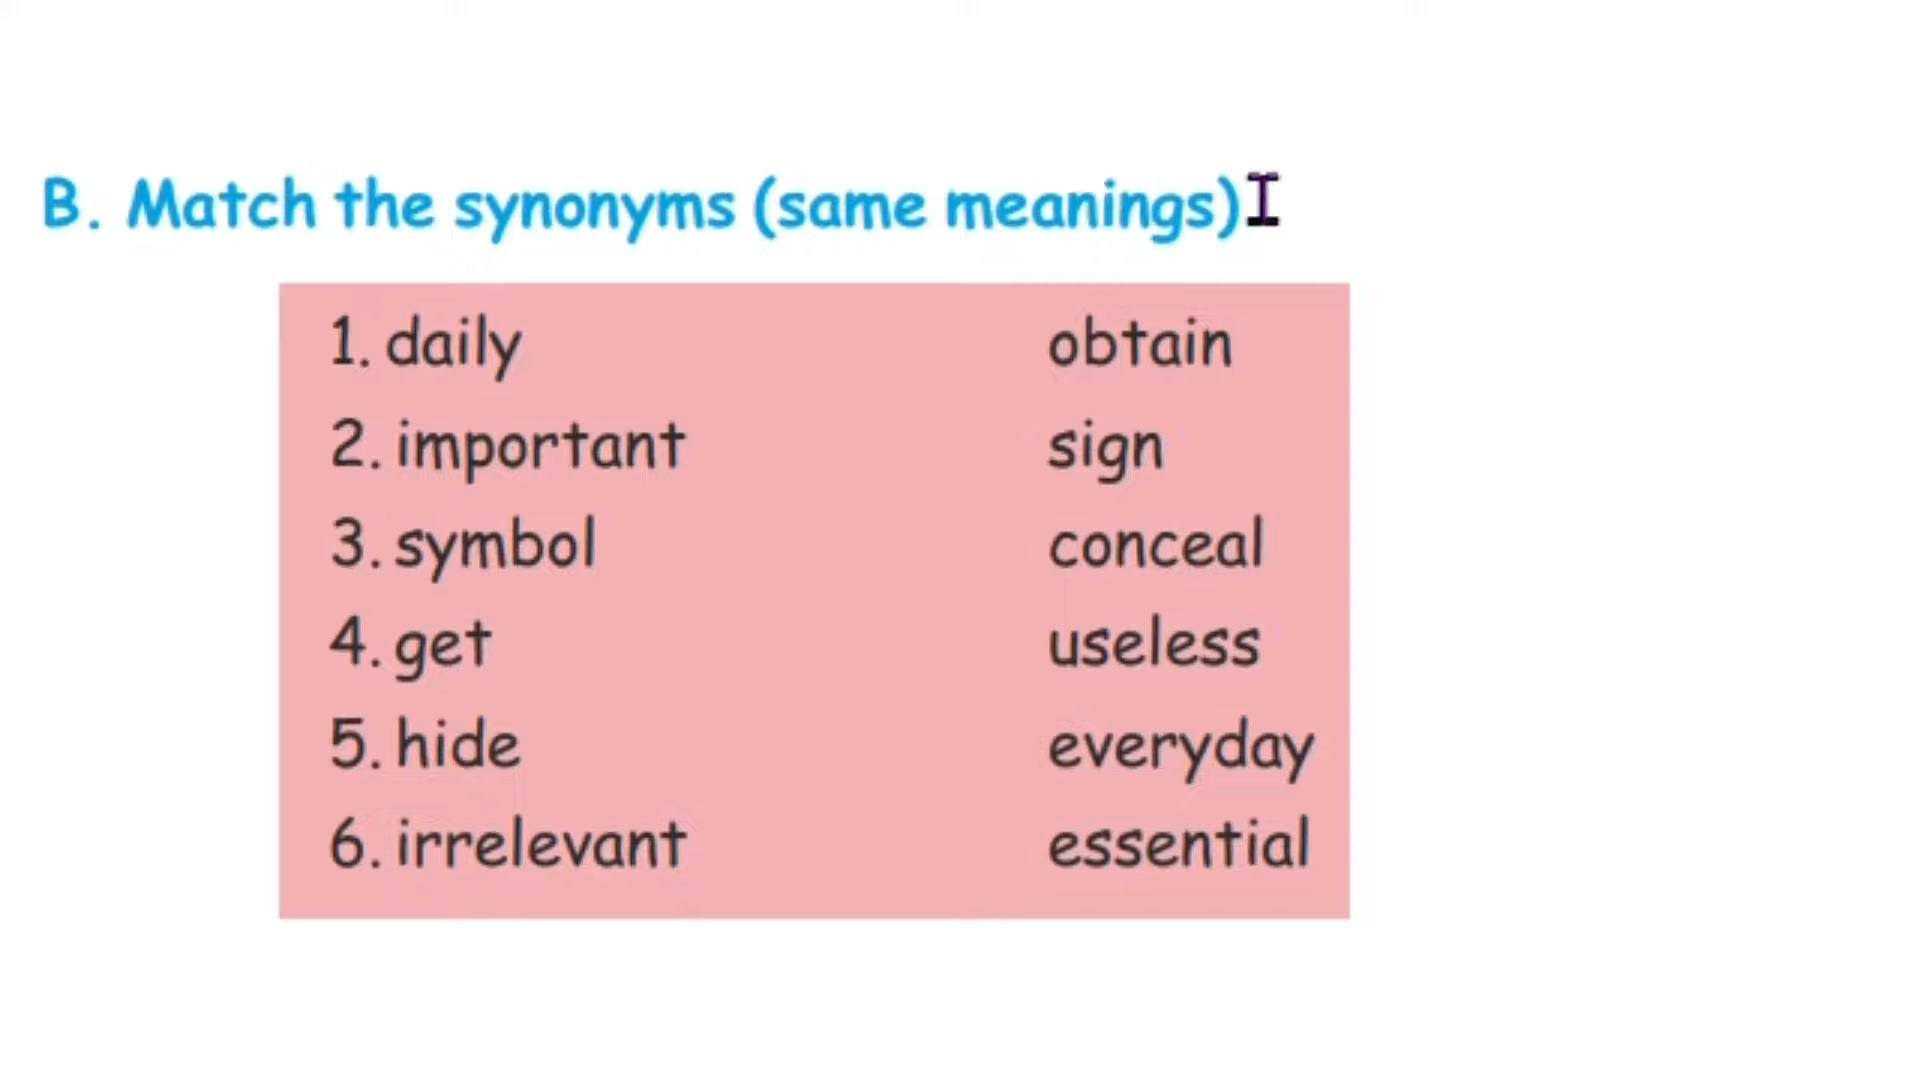 B. Match the synonyms (same meanings)
1. daily obtain
2. important sign
3. symbol conceal
4. get useless
5. hide everyday
6. irrelevant essential